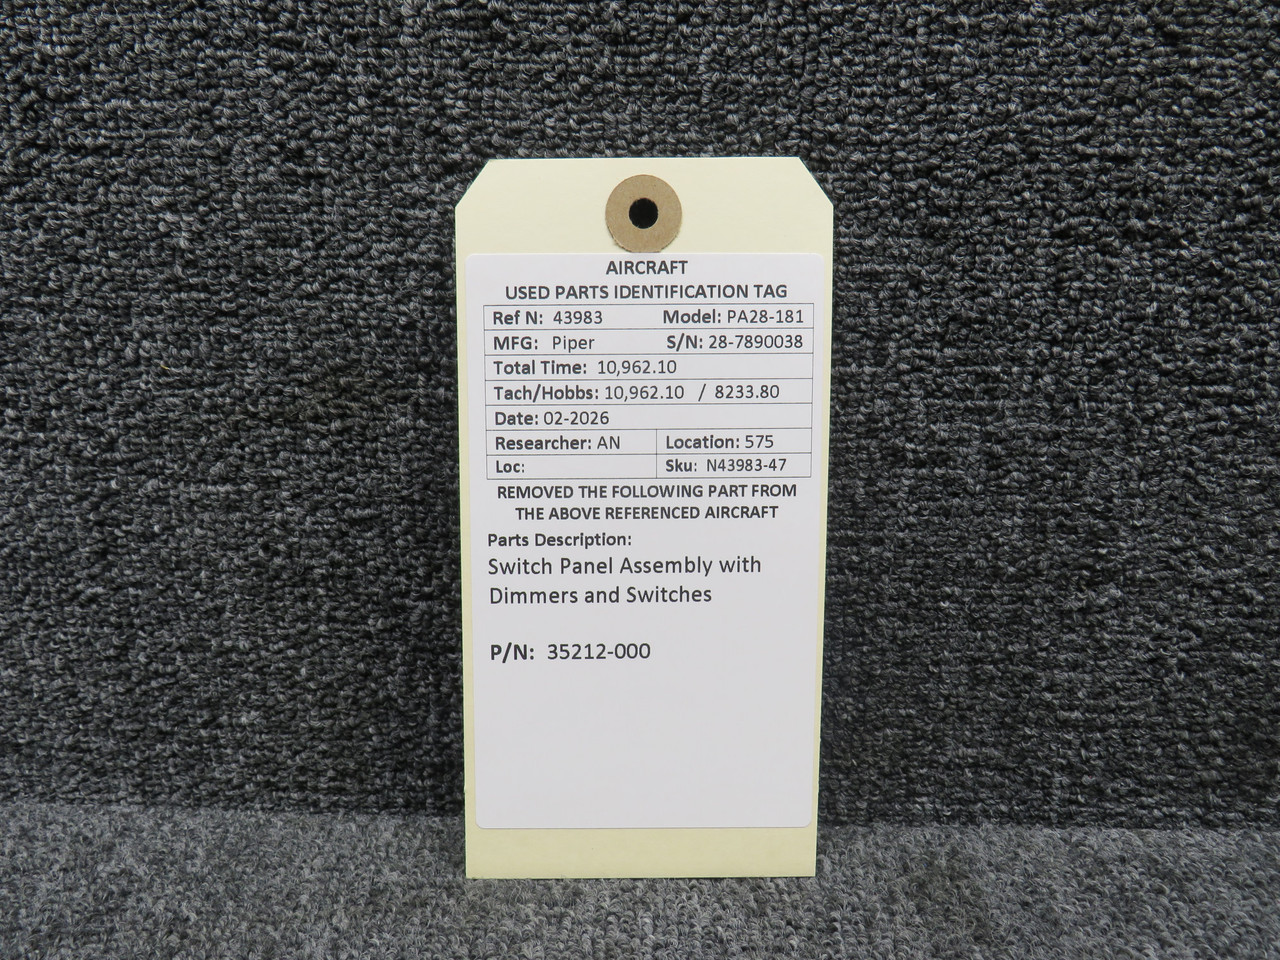 AIRCRAFT
USED PARTS IDENTIFICATION TAG
Ref N: 43983 Model: PA28-181
MFG: Piper S/N: 28-7890038
Total Time: 10,962.10
Tach/Hobbs: 10,962.10 / 8233.80
Date: 02-2026
Researcher: AN Location: 575
Loc: Sku: N43983-47
REMOVED THE FOLLOWING PART FROM
THE ABOVE REFERENCED AIRCRAFT
Parts Description:
Switch Panel Assembly with
Dimmers and Switches
P/N: 35212-000